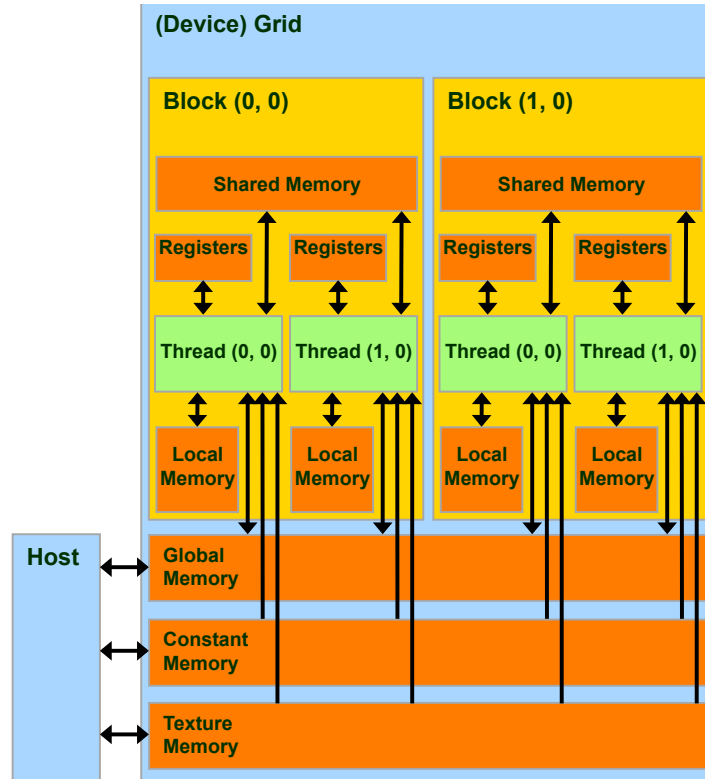 (Device) Grid
Block (0, 0)
Block (1, 0)
Shared Memory
Shared Memory
Registers
Registers
Registers
Registers
Thread (0, 0)
Thread (1, 0)
Thread (0, 0)
Thread (1, 0)
Local
Memory
Local
Memory
Local
Memory
Local
Memory
Host
Global
Memory
Constant
Memory
Texture
Memory